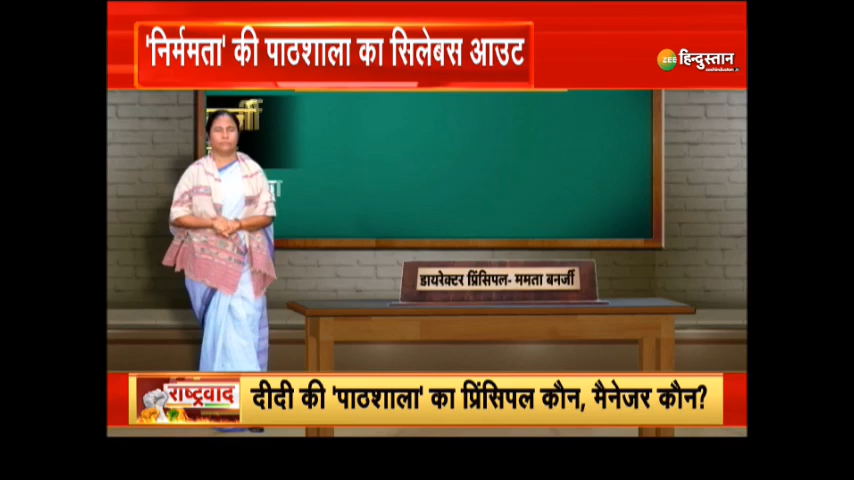 'निर्ममता' की पाठशाला का सिलेबस आउट
ZEE हिन्दुस्तान
डायरेक्टर प्रिंसिपल- ममता बनर्जी
राष्ट्रवाद
दीदी की 'पाठशाला' का प्रिंसिपल कौन, मैनेजर कौन?